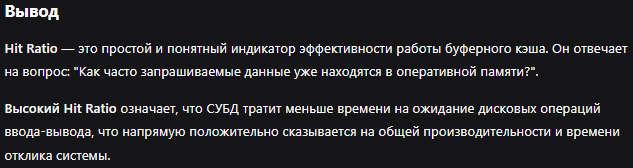 Вывод
Hit Ratio — это простой и понятный индикатор эффективности работы буферного кэша. Он отвечает
на вопрос: "Как часто запрашиваемые данные уже находятся в оперативной памяти?".
Высокий Hit Ratio означает, что СУБД тратит меньше времени на ожидание дисковых операций
ввода-вывода, что напрямую положительно сказывается на общей производительности и времени
отклика системы.